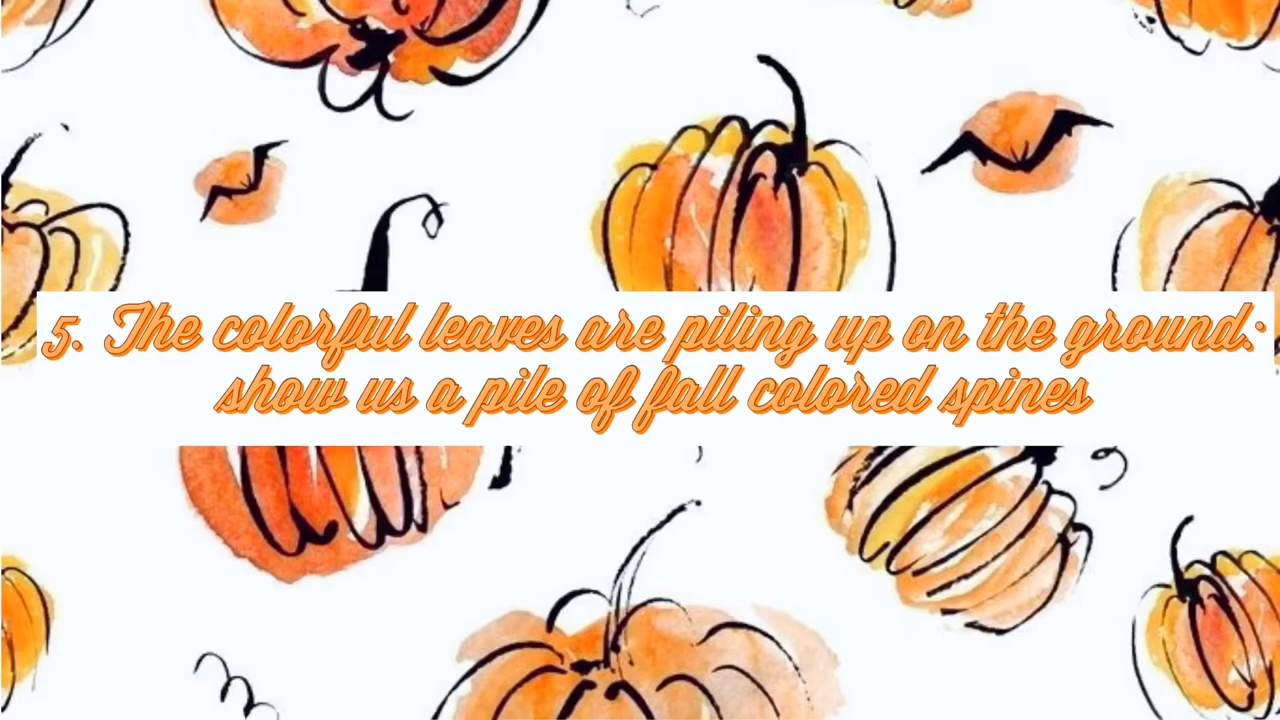 5. The colorful leaves are piling up on the ground:
show us a pile of fall colored spines